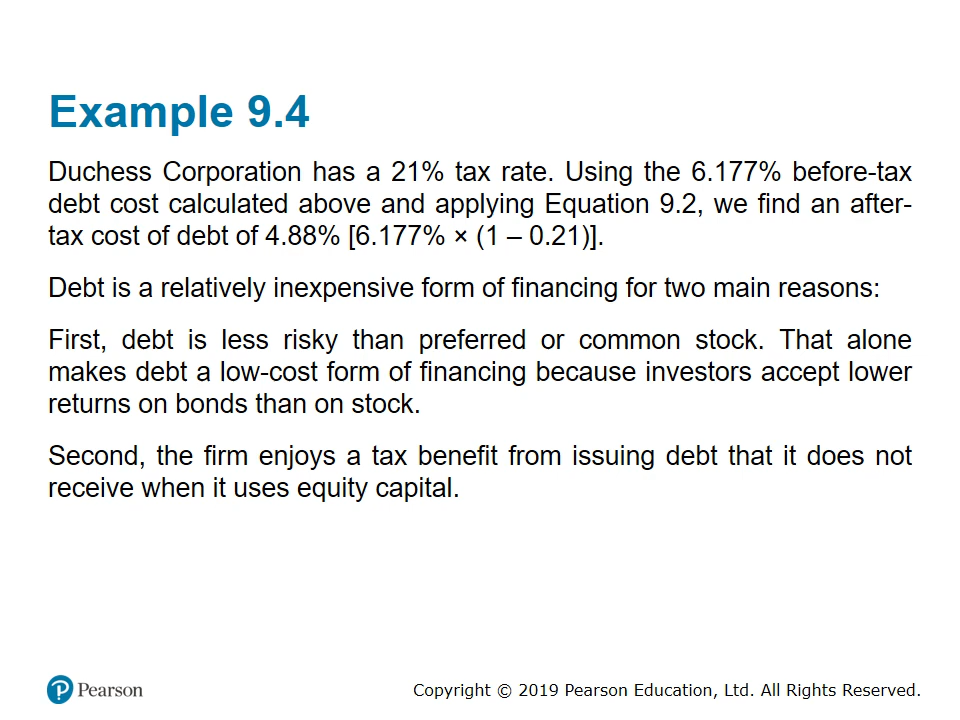 Example 9.4
Duchess Corporation has a 21% tax rate. Using the 6.177% before-tax
debt cost calculated above and applying Equation 9.2, we find an after-
tax cost of debt of 4.88% [6.177% × (1 – 0.21)].
Debt is a relatively inexpensive form of financing for two main reasons:
First, debt is less risky than preferred or common stock. That alone
makes debt a low-cost form of financing because investors accept lower
returns on bonds than on stock.
Second, the firm enjoys a tax benefit from issuing debt that it does not
receive when it uses equity capital.
Pearson
Copyright © 2019 Pearson Education, Ltd. All Rights Reserved.